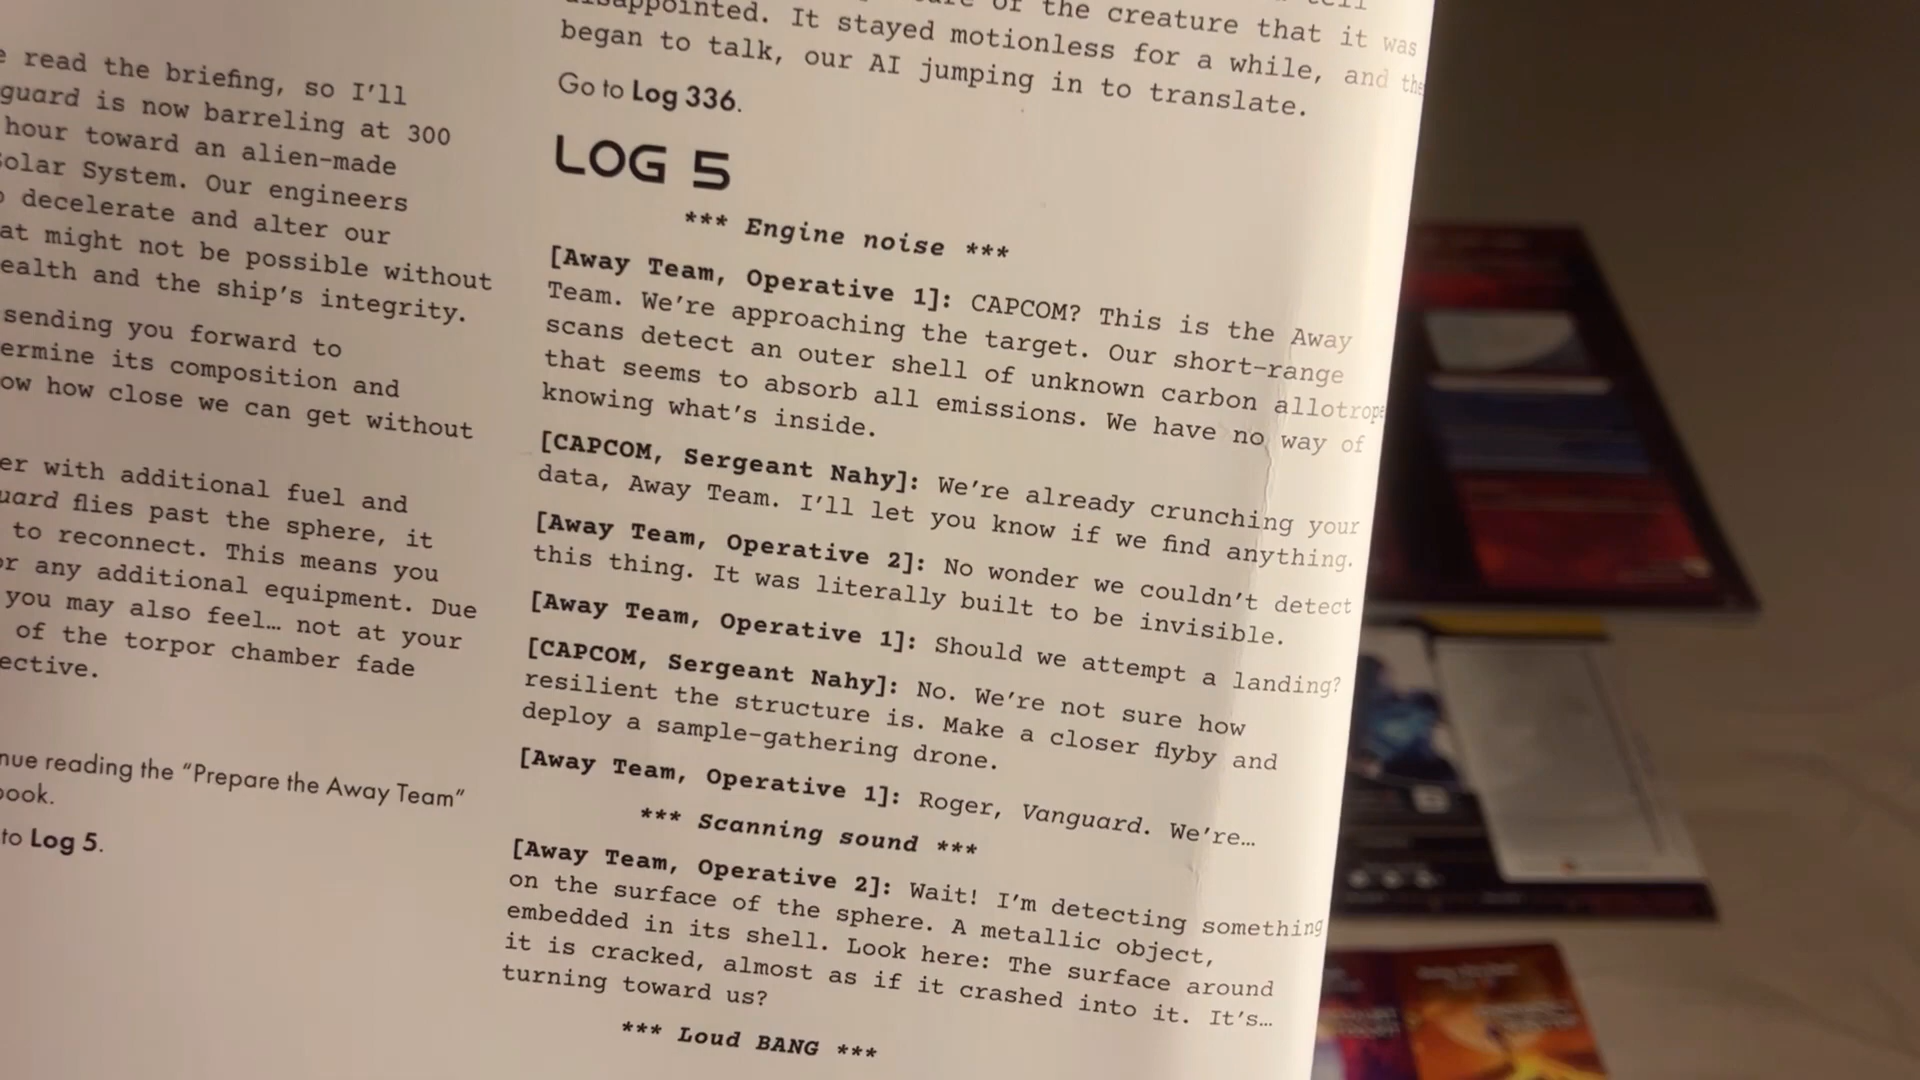 read the briefing, so I'll
guard is now barreling at 300
hour toward an alien-made
Solar System. Our engineers
decelerate and alter our
at might not be possible without
ealth and the ship's integrity.
sending you forward to
ermine its composition and
ow how close we can get without
er with additional fuel and
uard flies past the sphere, it
to reconnect. This means you
or any additional equipment. Due
you may also feel… not at your
of the torpor chamber fade
ective.
nue reading the "Prepare the Away Team"
book.
to Log 5.
of the creature that it was
disappointed. It stayed motionless for a while, and the
began to talk, our AI jumping in to translate.
Go to Log 336.
LOG 5
*** Engine noise ***
[Away Team, Operative 1]: CAPCOM? This is the Away
Team. We're approaching the target. Our short-range
scans detect an outer shell of unknown carbon allotrope
that seems to absorb all emissions. We have no way of
knowing what's inside.
[CAPCOM, Sergeant Nahy]: We're already crunching your
data, Away Team. I'll let you know if we find anything.
[Away Team, Operative 2]: No wonder we couldn't detect
this thing. It was literally built to be invisible.
[Away Team, Operative 1]: Should we attempt a landing?
[CAPCOM, Sergeant Nahy]: No. We're not sure how
resilient the structure is. Make a closer flyby and
deploy a sample-gathering drone.
[Away Team, Operative 1]: Roger, Vanguard. We're…
*** Scanning sound ***
[Away Team, Operative 2]: Wait! I'm detecting something
on the surface of the sphere. A metallic object,
embedded in its shell. Look here: The surface around
it is cracked, almost as if it crashed into it. It's…
turning toward us?
*** Loud BANG ***